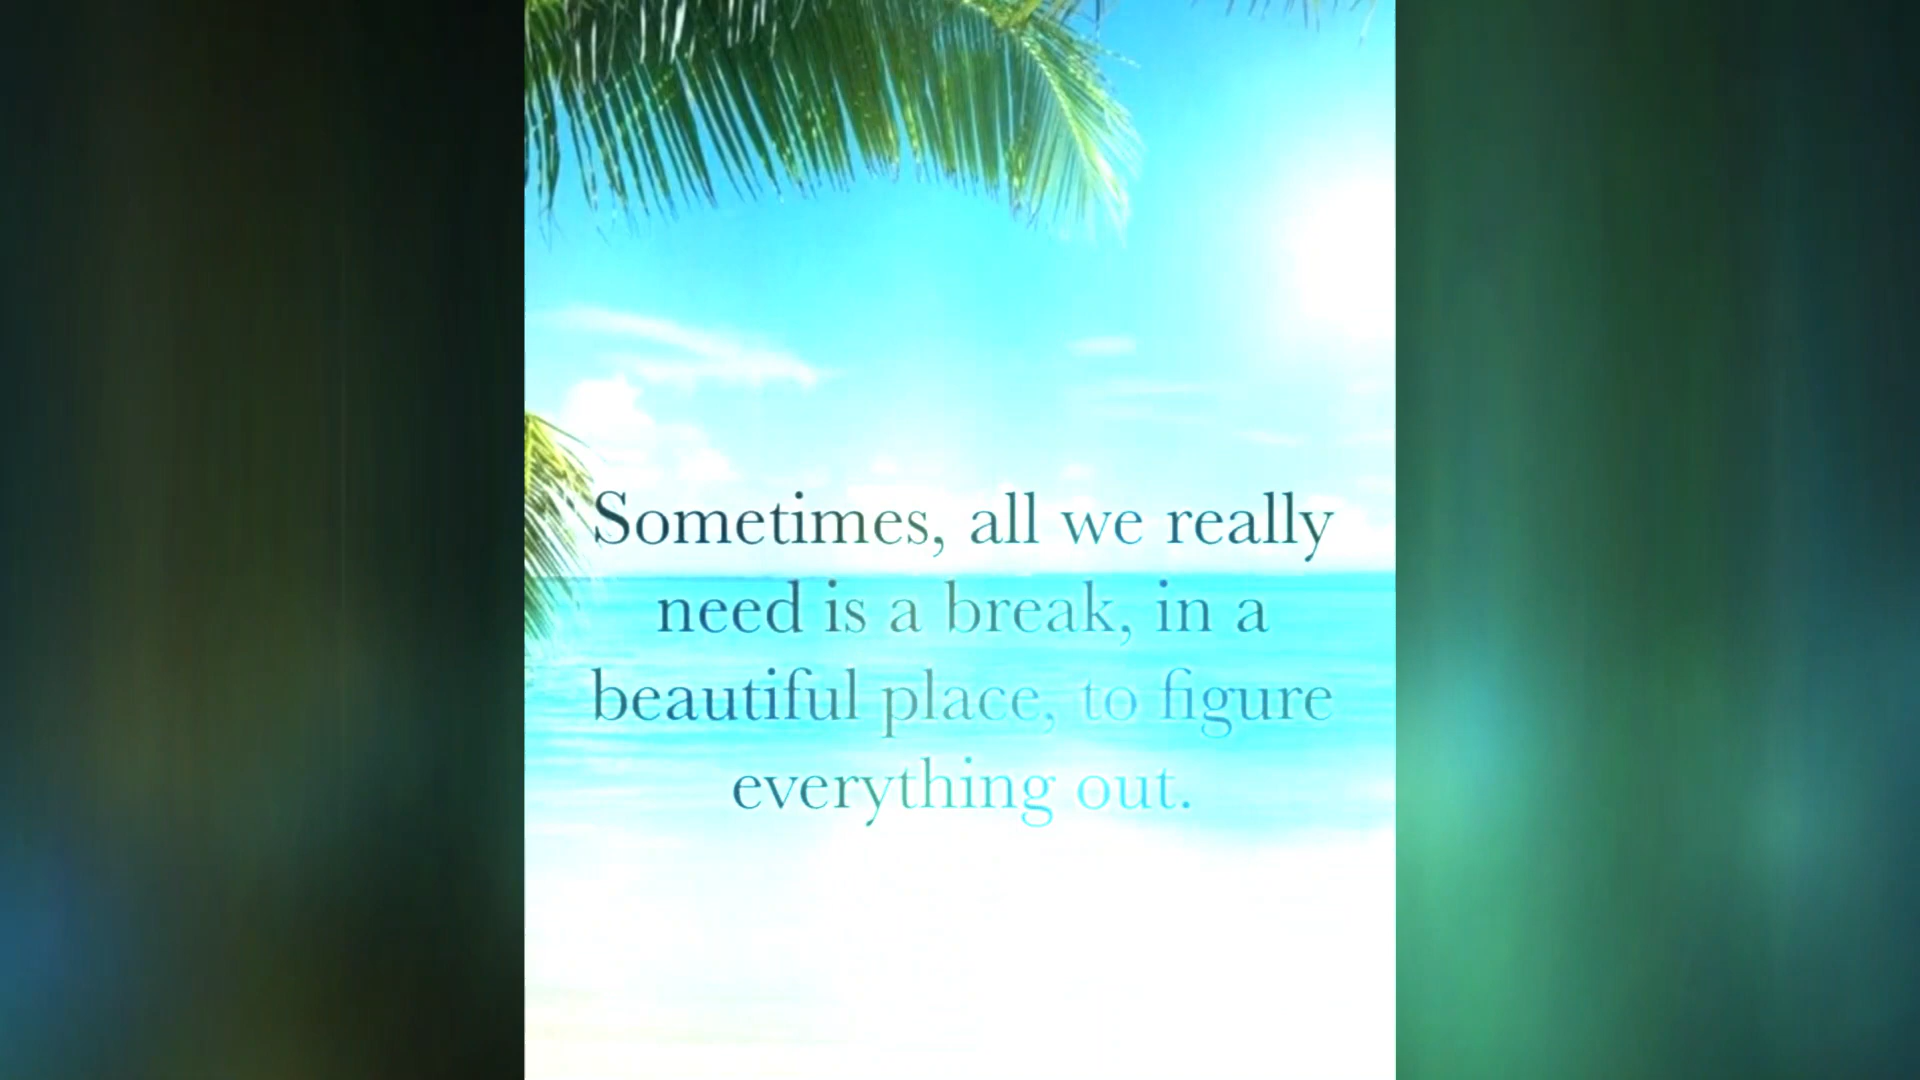 Sometimes, all we really
need is a break, in a
beautiful place, to figure
everything out.